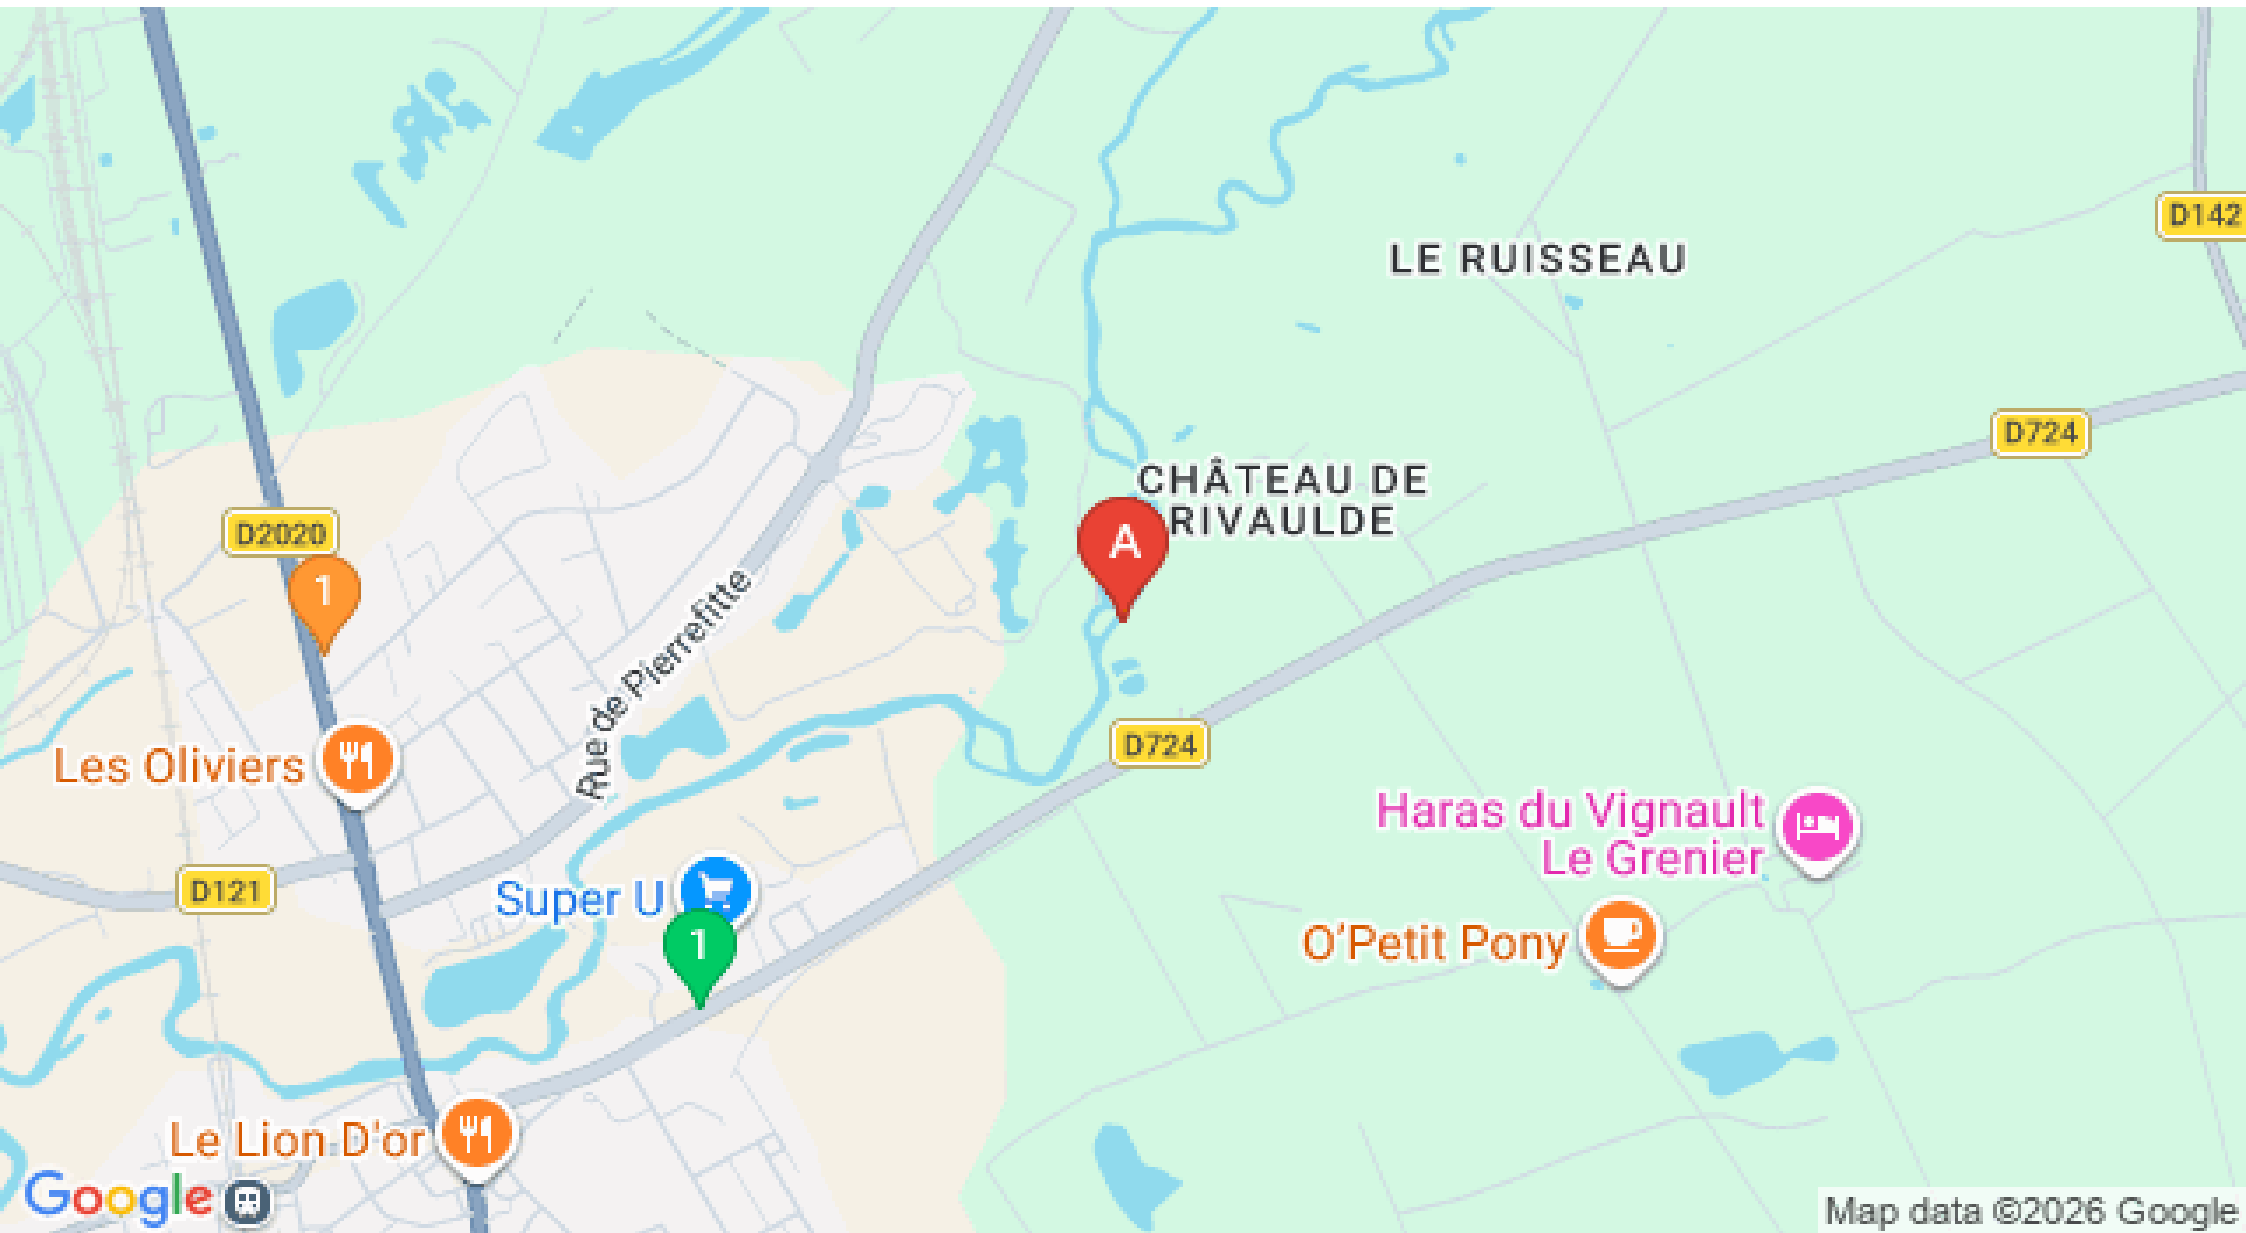 D142
LE RUISSEAU
D724
CHÂTEAU DE
RIVAULDE
A
D2020
1
Rue de Pierrefitte
D724
Les Oliviers
Haras du Vignault
Le Grenier
D121
Super U
1
O'Petit Pony
Le Lion D'or
Google
Map data ©2026 Google